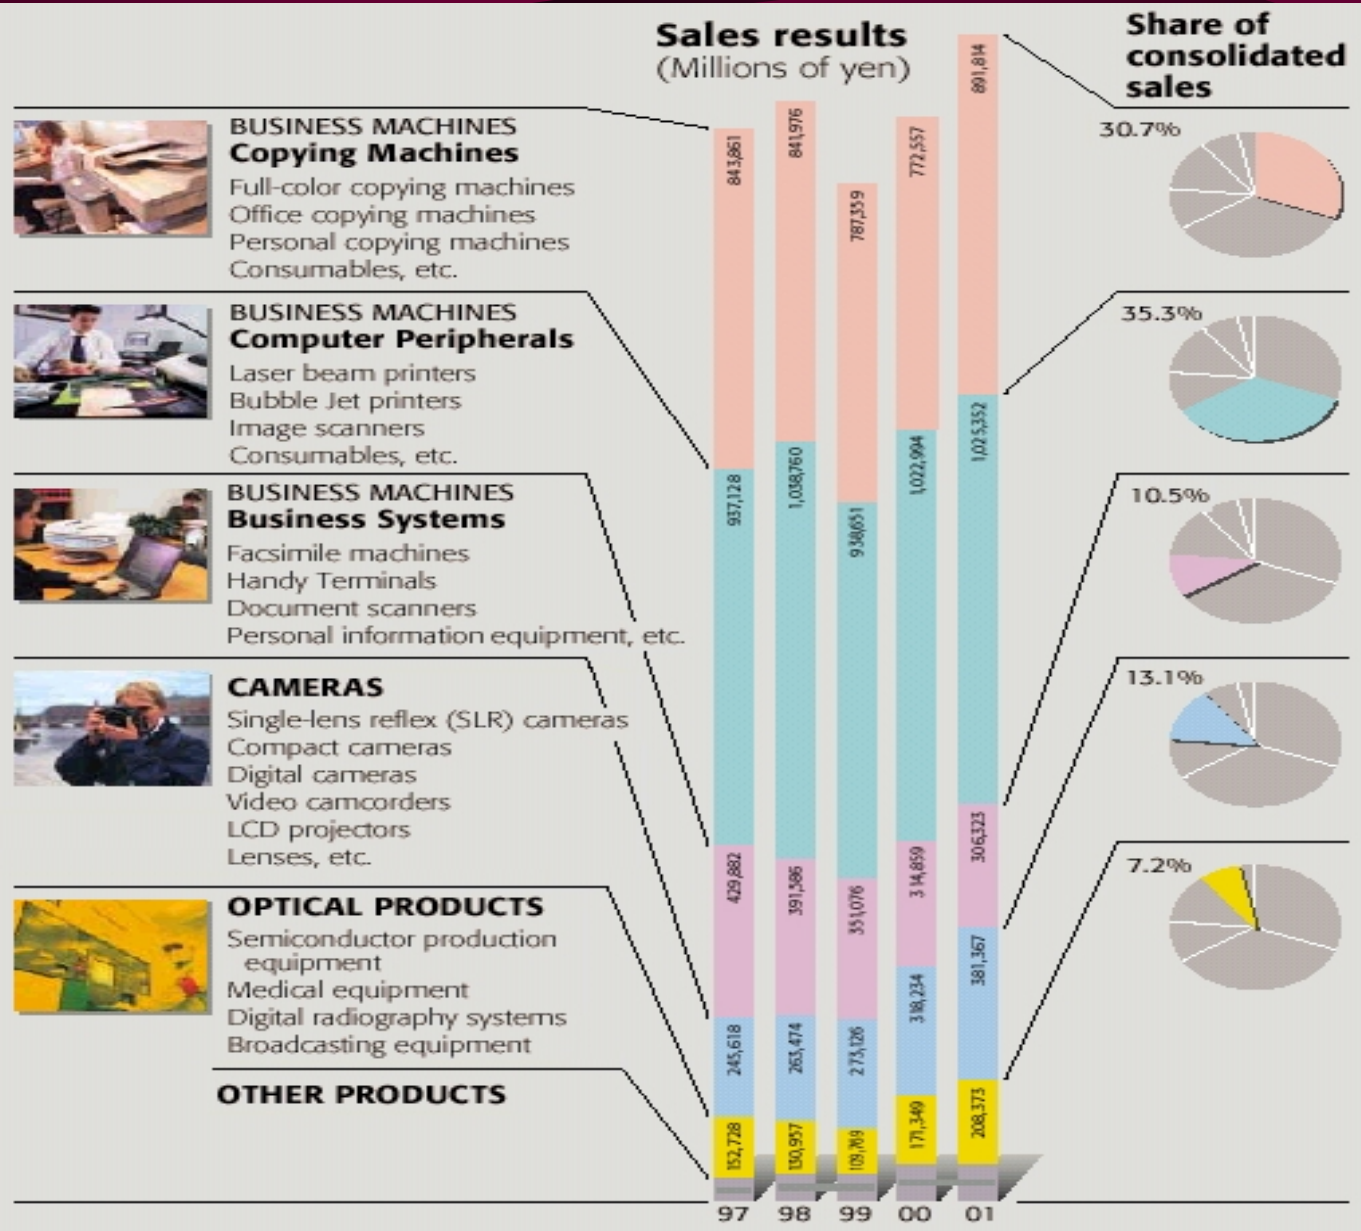 Sales results
(Millions of yen)
Share of
consolidated
sales
BUSINESS MACHINES
Copying Machines
Full-color copying machines
Office copying machines
Personal copying machines
Consumables, etc.
BUSINESS MACHINES
Computer Peripherals
Laser beam printers
Bubble Jet printers
Image scanners
Consumables, etc.
BUSINESS MACHINES
Business Systems
Facsimile machines
Handy Terminals
Document scanners
Personal information equipment, etc.
CAMERAS
Single-lens reflex (SLR) cameras
Compact cameras
Digital cameras
Video camcorders
LCD projectors
Lenses, etc.
OPTICAL PRODUCTS
Semiconductor production
equipment
Medical equipment
Digital radiography systems
Broadcasting equipment
OTHER PRODUCTS
843,861
937,128
429,882
245,618
152,728
97
841,976
1,038,760
391,586
263,474
130,957
98
787,359
938,651
351,076
273,126
109,769
99
772,557
1,022,994
314,859
318,234
171,349
00
891,814
1,025,352
306,323
381,367
208,373
01
30.7%
35.3%
10.5%
13.1%
7.2%